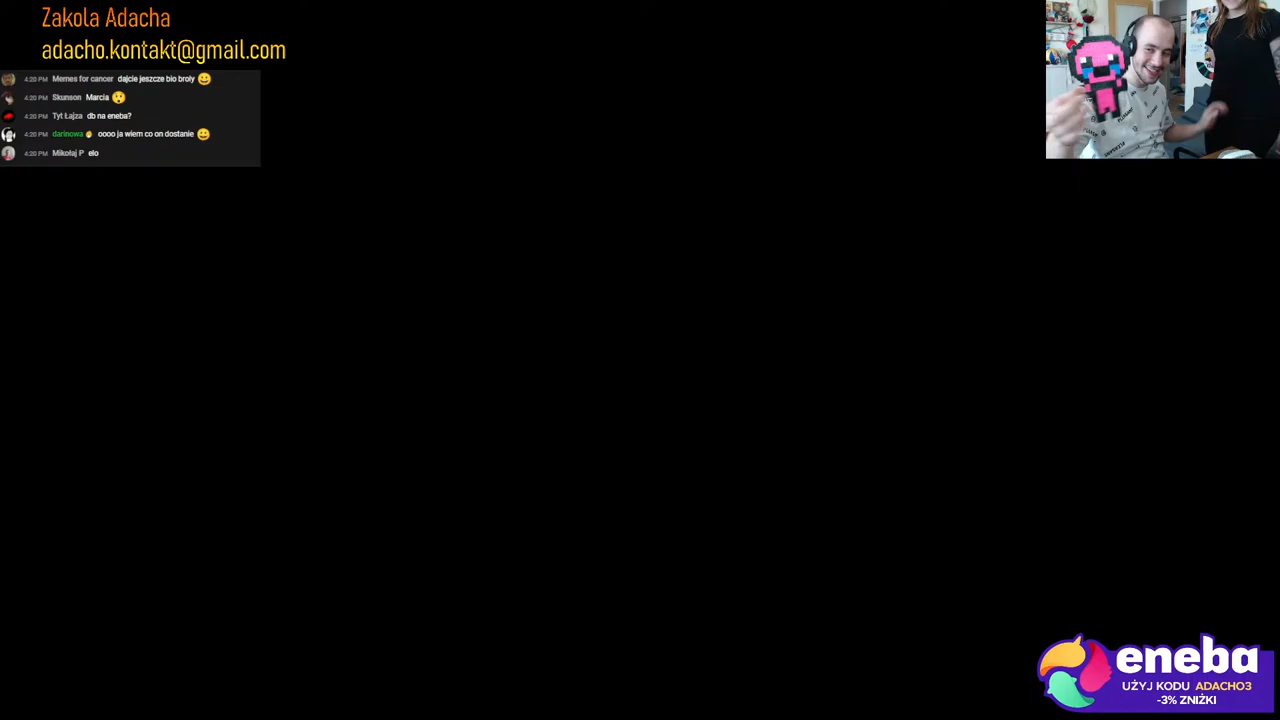 Zakola Adacha
adacho.kontakt@gmail.com
4:20 PM Memes for cancer dajcie jeszcze bio broly 😀
4:20 PM Skunson Marcia 😲
4:20 PM Tyt Łajza db na eneba?
4:20 PM darinowa oooo ja wiem co on dostanie 😀
4:20 PM Mikołaj P elo
eneba
UŻYJ KODU ADACHO3
-3% ZNIŻKI